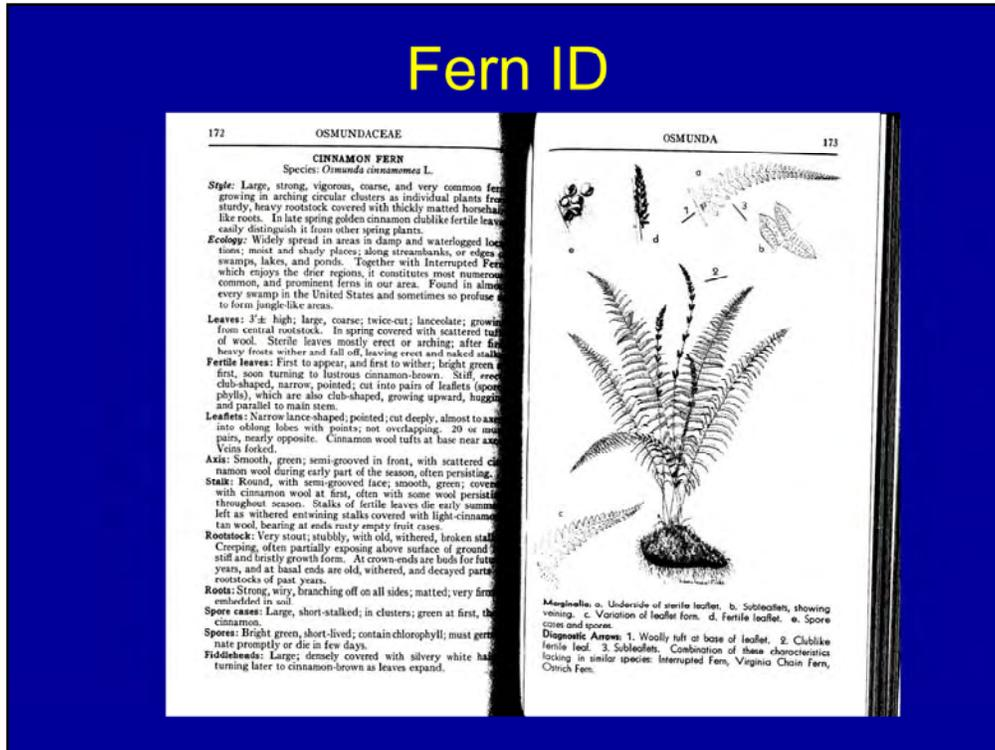 Fern ID
172 OSMUNDACEAE
CINNAMON FERN
Species: Osmunda cinnamomea L.
Style: Large, strong, vigorous, coarse, and very common
growing in arching circular clusters as individual plants
sturdy, heavy rootstock covered with thickly matted
like roots. In late spring golden cinnamon clublike fertile
easily distinguish it from other spring plants.
Ecology: Widely spread in areas in damp and waterlogged
tions; moist and shady places; along streambanks, or edges
swamps, lakes, and ponds. Together with Interrupted
which enjoys the drier regions, it constitutes most
common, and prominent ferns in our area. Found in
every swamp in the United States and sometimes so profuse
to form jungle-like areas.
Leaves: 3'± high; large, coarse; twice-cut; lanceolate;
from central rootstock. In spring covered with scattered
of wool. Sterile leaves mostly erect or arching; after
heavy frosts wither and fall off, leaving erect and naked
Fertile leaves: First to appear, and first to wither; bright green
first, soon turning to lustrous cinnamon-brown. Stiff,
club-shaped, narrow, pointed; cut into pairs of leaflets
phylls), which are also club-shaped, growing upward,
and parallel to main stem.
Leaflets: Narrow lance-shaped; pointed; cut deeply, almost to
into oblong lobes with points; not overlapping. 20 or
pairs, nearly opposite. Cinnamon wool tufts at base near
Veins forked.
Axis: Smooth, green; semi-grooved in front, with scattered
namon wool during early part of the season, often persisting.
Stalk: Round, with semi-grooved face; smooth, green;
with cinnamon wool at first, often with some wool
throughout season. Stalks of fertile leaves die early
left as withered entwining stalks covered with
tan wool, bearing at ends rusty empty fruit cases.
Rootstock: Very stout; stubbly, with old, withered, broken
Creeping, often partially exposing above surface of ground
stiff and bristly growth form. At crown-ends are buds for
years, and at basal ends are old, withered, and decayed
rootstocks of past years.
Roots: Strong, wiry, branching off on all sides; matted; very
embedded in soil.
Spore cases: Large, short-stalked; in clusters; green at first,
cinnamon.
Spores: Bright green, short-lived; contain chlorophyll; must
nate promptly or die in few days.
Fiddleheads: Large; densely covered with silvery white
turning later to cinnamon-brown as leaves expand.
OSMUNDA 173
a
1
3
b
d
e
2
c
Marginalia: a. Underside of sterile leaflet. b. Subleaflets, showing
veining. c. Variation of leaflet form. d. Fertile leaflet. e. Spore
cases and spores.
Diagnostic Arrows: 1. Woolly tuft at base of leaflet. 2. Clublike
fertile leaf. 3. Subleaflets. Combination of these characteristics
lacking in similar species: Interrupted Fern, Virginia Chain Fern,
Ostrich Fern.